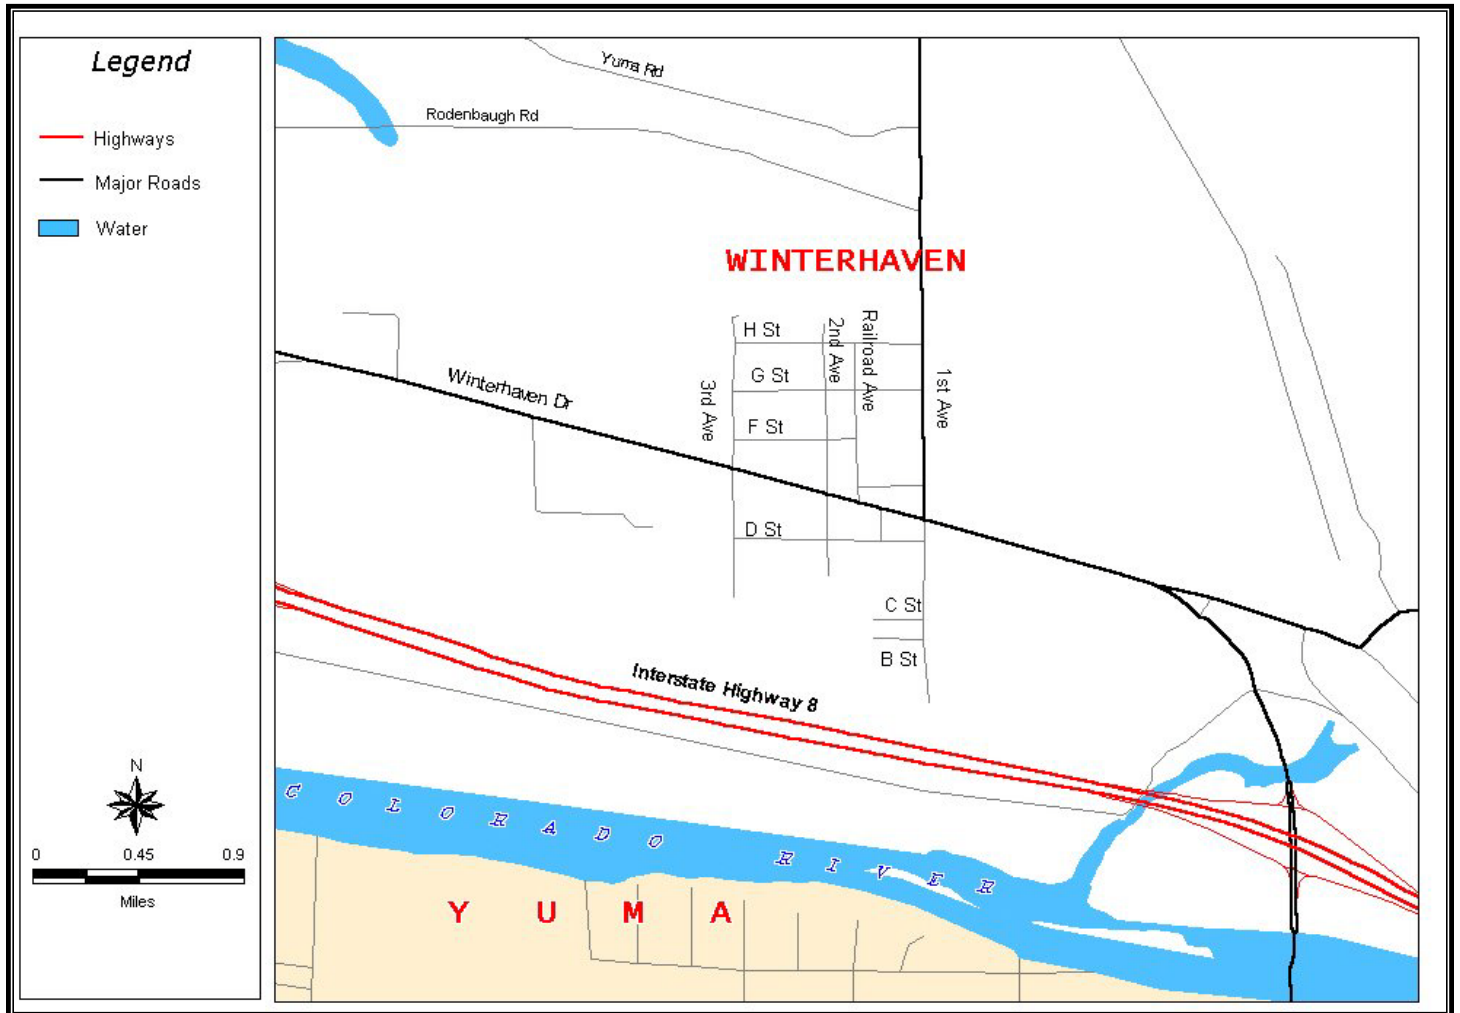 Legend
Highways
Major Roads
Water
N
0 0.45 0.9
Miles
Yuma Rd
Rodenbaugh Rd
WINTERHAVEN
H St
2nd Ave
Railroad Ave
G St
1st Ave
Winterhaven Dr
3rd Ave
F St
D St
C St
B St
Interstate Highway 8
COLORADO RIVER
YUMA